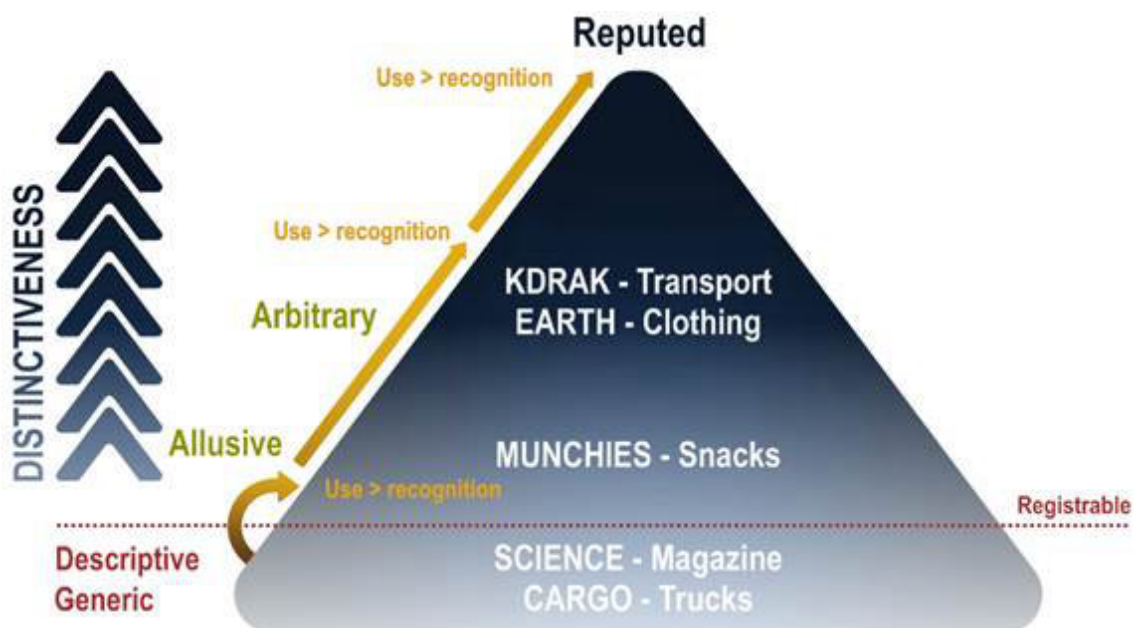 Reputed
Use > recognition
DISTINCTIVENESS
Use > recognition
KDRAK - Transport
Arbitrary
EARTH - Clothing
Allusive
MUNCHIES - Snacks
Use > recognition
Registrable
Descriptive
Generic
SCIENCE - Magazine
CARGO - Trucks